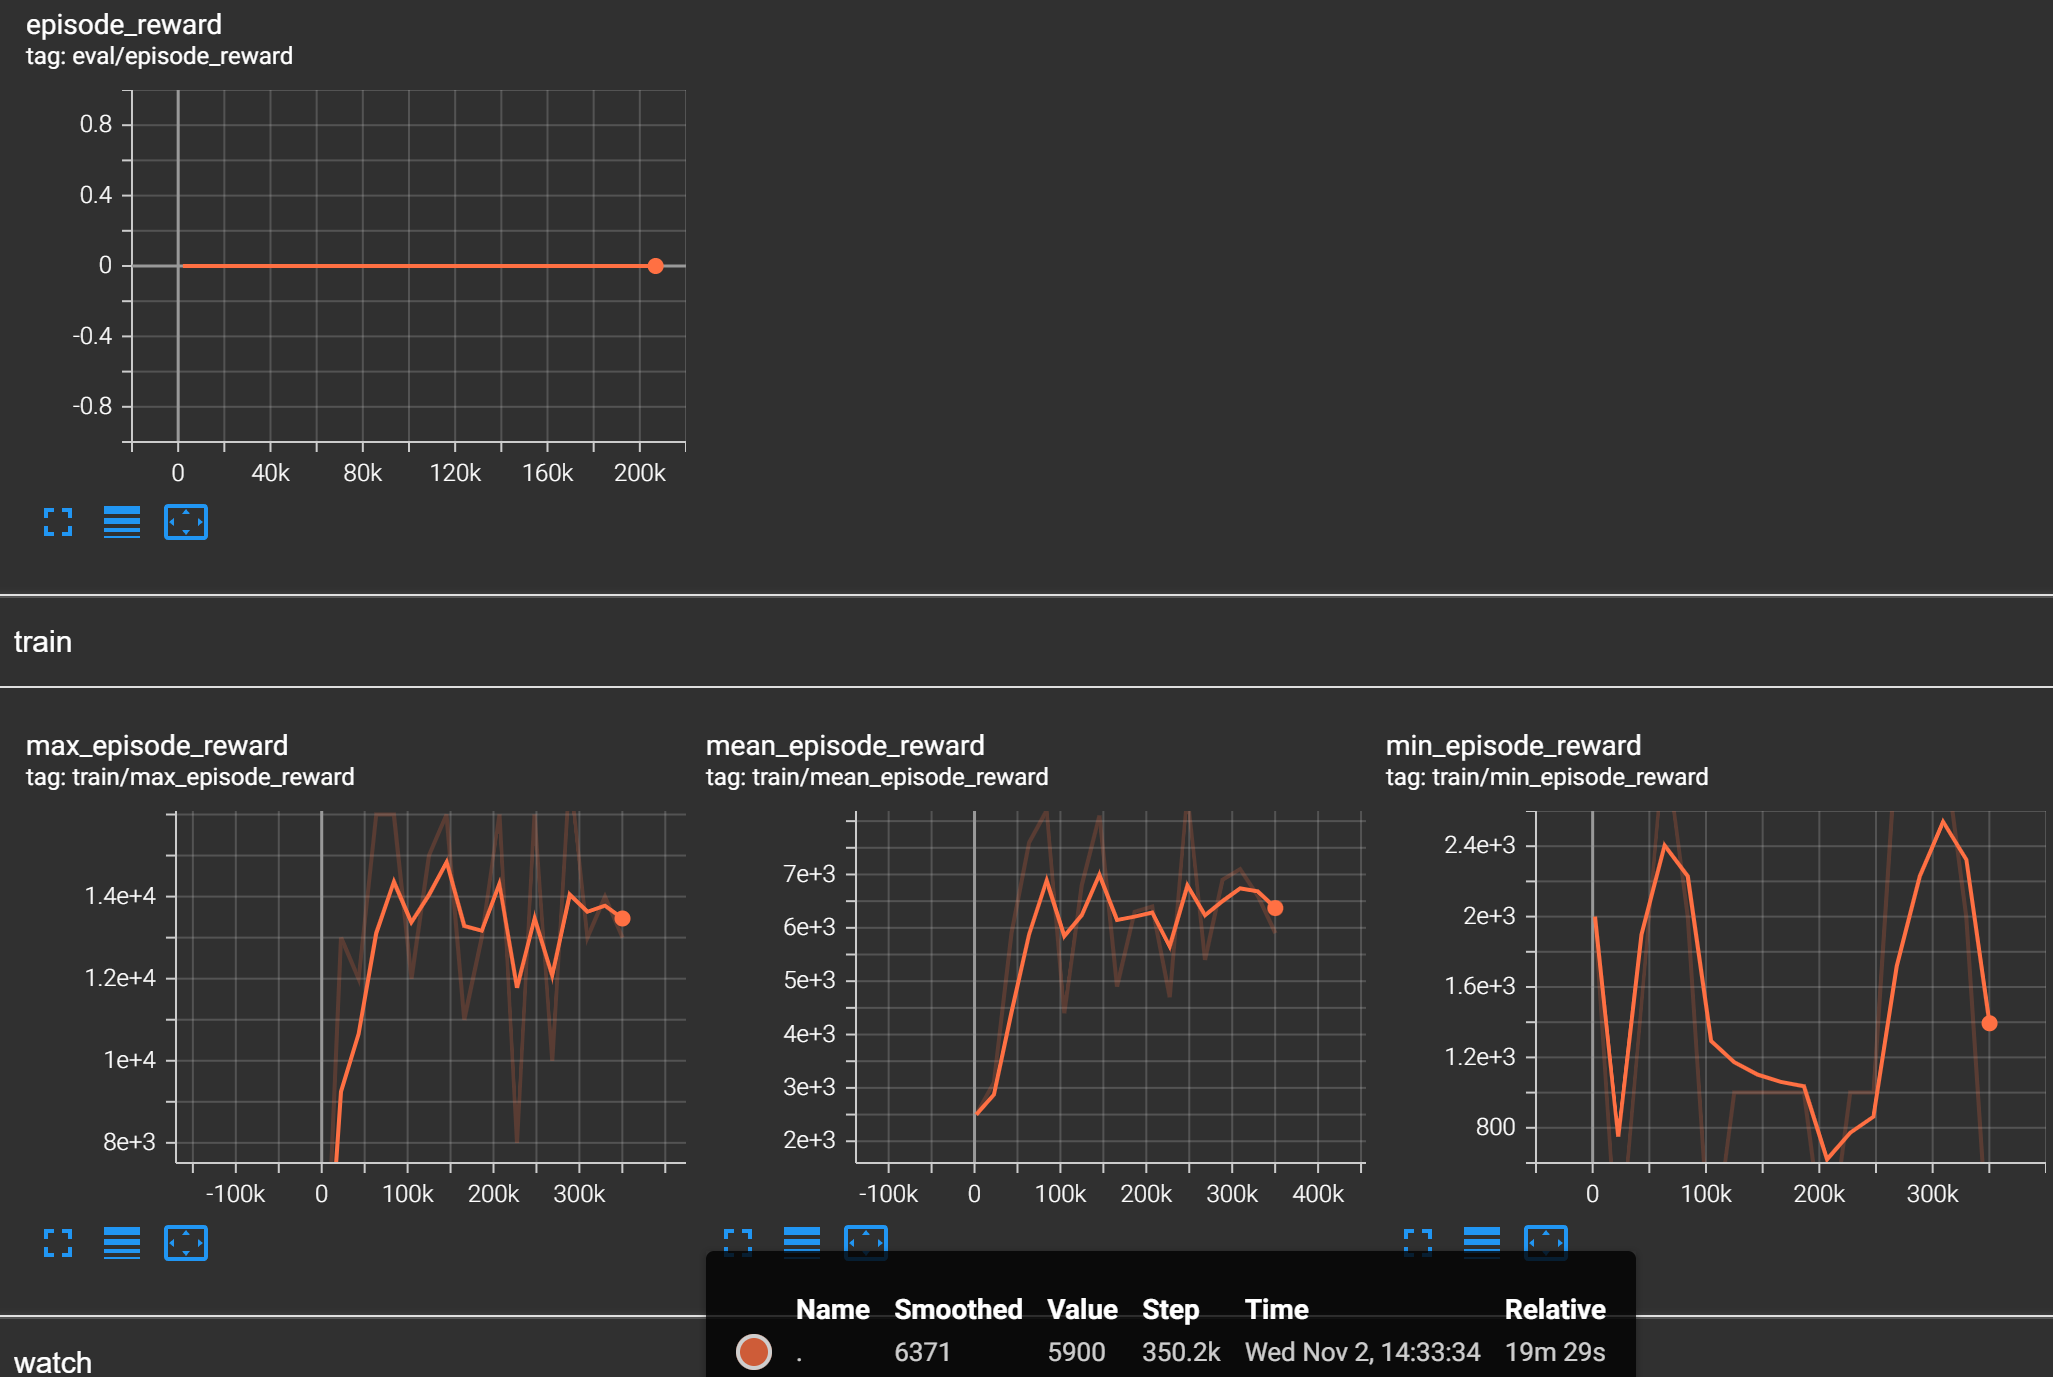 episode_reward
tag: eval/episode_reward
0.8
0.4
0
-0.4
-0.8
0 40k 80k 120k 160k 200k
train
max_episode_reward
tag: train/max_episode_reward
1.4e+4
1.2e+4
1e+4
8e+3
-100k 0 100k 200k 300k
mean_episode_reward
tag: train/mean_episode_reward
7e+3
6e+3
5e+3
4e+3
3e+3
2e+3
-100k 0 100k 200k 300k 400k
min_episode_reward
tag: train/min_episode_reward
2.4e+3
2e+3
1.6e+3
1.2e+3
800
0 100k 200k 300k
Name Smoothed Value Step Time Relative
. 6371 5900 350.2k Wed Nov 2, 14:33:34 19m 29s
watch